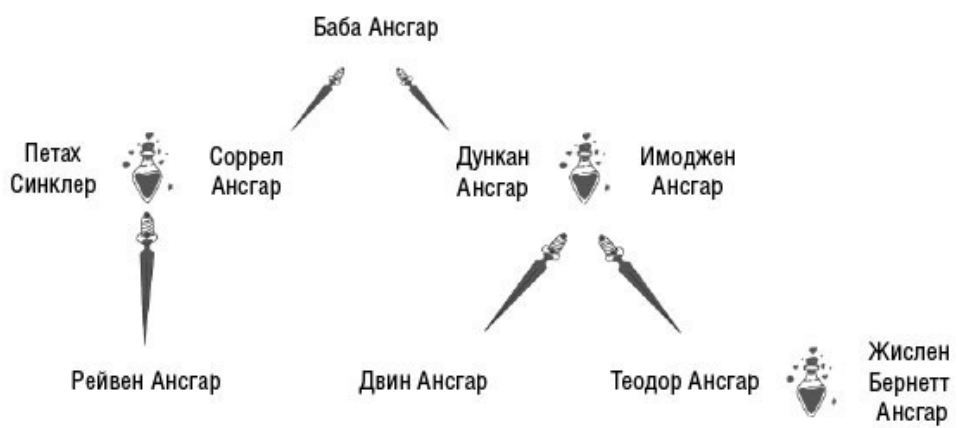 Баба Ансгар
Петах
Синклер
Соррел
Ансгар
Дункан
Ансгар
Имоджен
Ансгар
Рейвен Ансгар
Двин Ансгар
Теодор Ансгар
Жислен
Бернетт
Ансгар